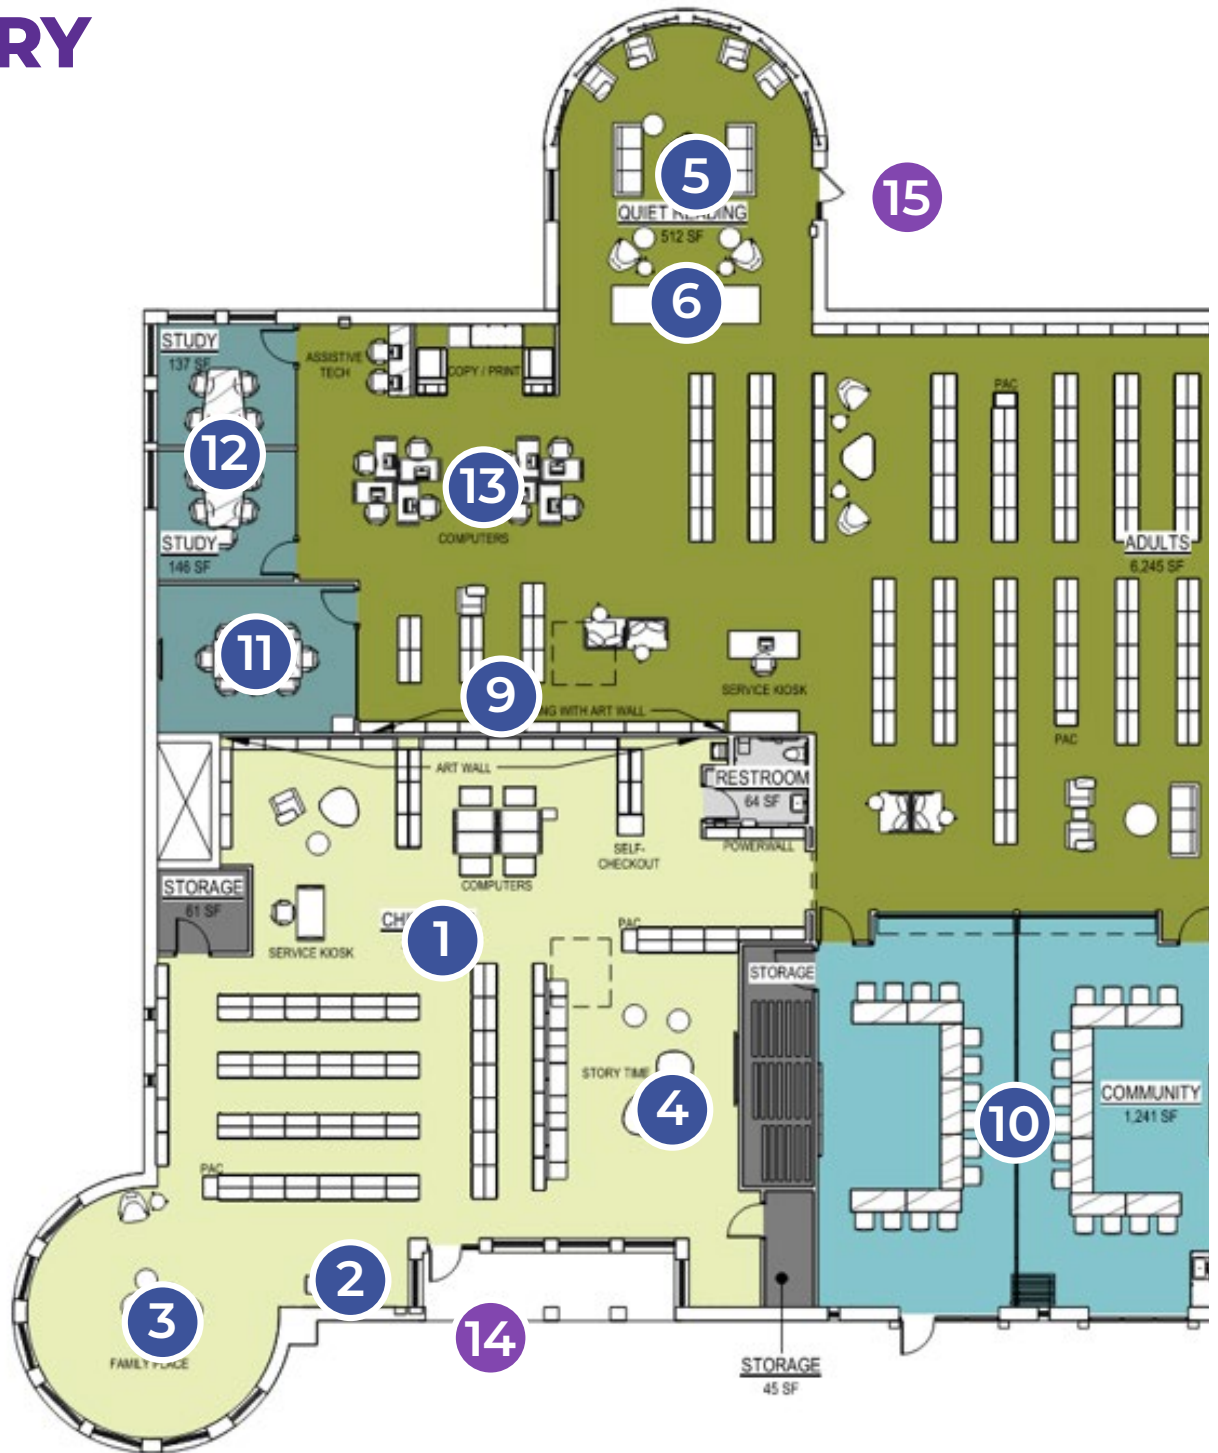 RY
5
15
QUIET READING
512 SF
6
STUDY
137 SF
ASSISTIVE
TECH
COPY / PRINT
PAC
12
13
COMPUTERS
STUDY
146 SF
ADULTS
6,245 SF
11
9
SERVICE KIOSK
NG WITH ART WALL
PAC
ART WALL
RESTROOM
64 SF
SELF-
CHECKOUT
POWERWALL
COMPUTERS
STORAGE
61 SF
CH
1
PAC
SERVICE KIOSK
STORAGE
STORY TIME
4
10
COMMUNITY
1,241 SF
PAC
2
3
14
FAMILY PLACE
STORAGE
45 SF